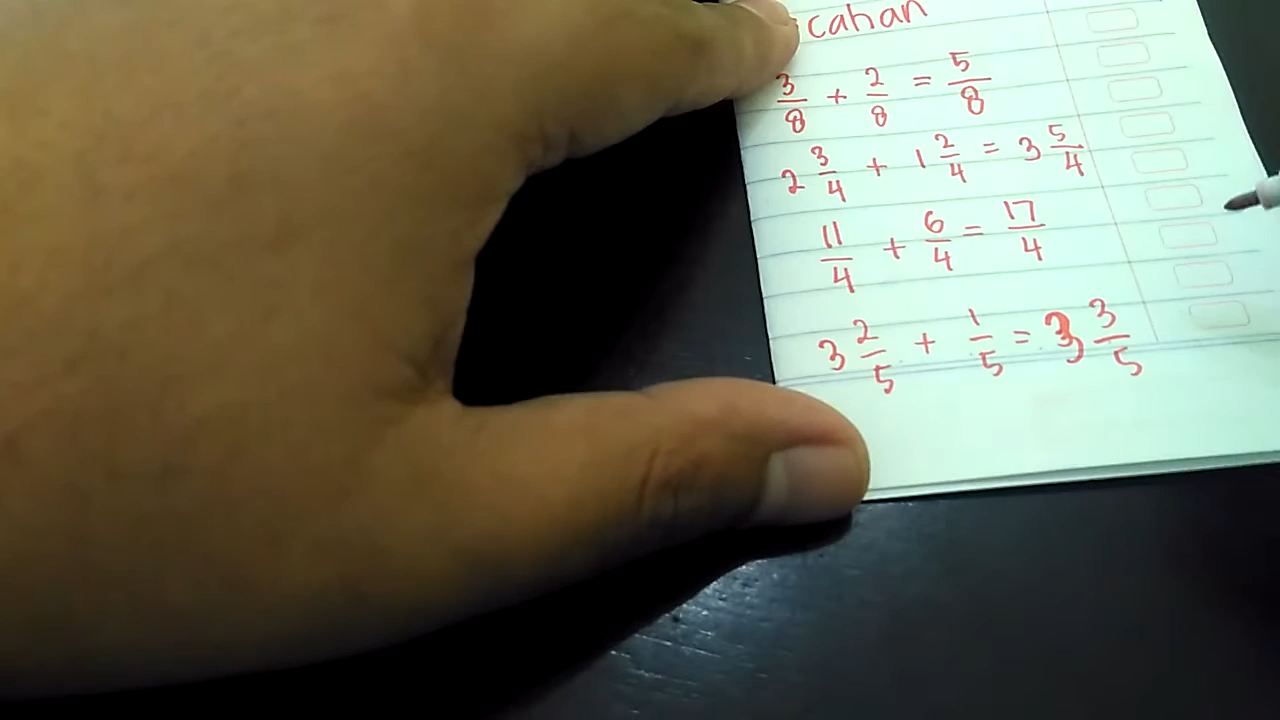 cahan
3/8 + 2/8 = 5/8
2 3/4 + 1 2/4 = 3 5/4
11/4 + 6/4 = 17/4
3 2/5 + 1/5 = 3 3/5